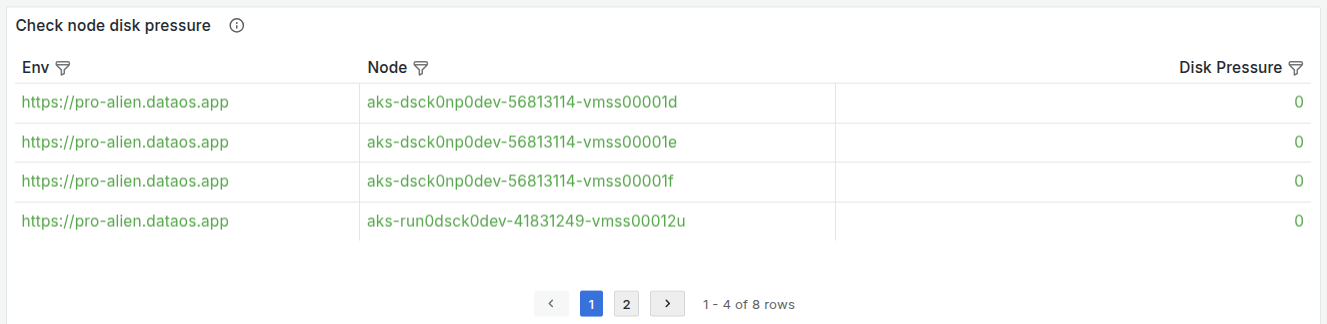 Check node disk pressure
Env Node Disk Pressure
https://pro-alien.dataos.app aks-dsck0np0dev-56813114-vmss00001d 0
https://pro-alien.dataos.app aks-dsck0np0dev-56813114-vmss00001e 0
https://pro-alien.dataos.app aks-dsck0np0dev-56813114-vmss00001f 0
https://pro-alien.dataos.app aks-run0dsck0dev-41831249-vmss00012u 0
1 2 1 - 4 of 8 rows